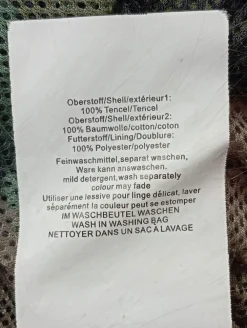 Oberstoff/Shell/extérieur1:
100% Tencel/Tencel
Oberstoff/Shell/extérieur2:
100% Baumwolle/cotton/coton
Futterstoff/Lining/Doublure:
100% Polyester/polyester
Feinwaschmittel,separat waschen,
Ware kann answaschen.
mild detergent,wash separately
colour may fade
Utiliser une lessive pour linge délicat, laver
séparément la couleur peut se estomper
IM WASCHBEUTEL WASCHEN
WASH IN WASHING BAG
NETTOYER DANS UN SAC À LAVAGE